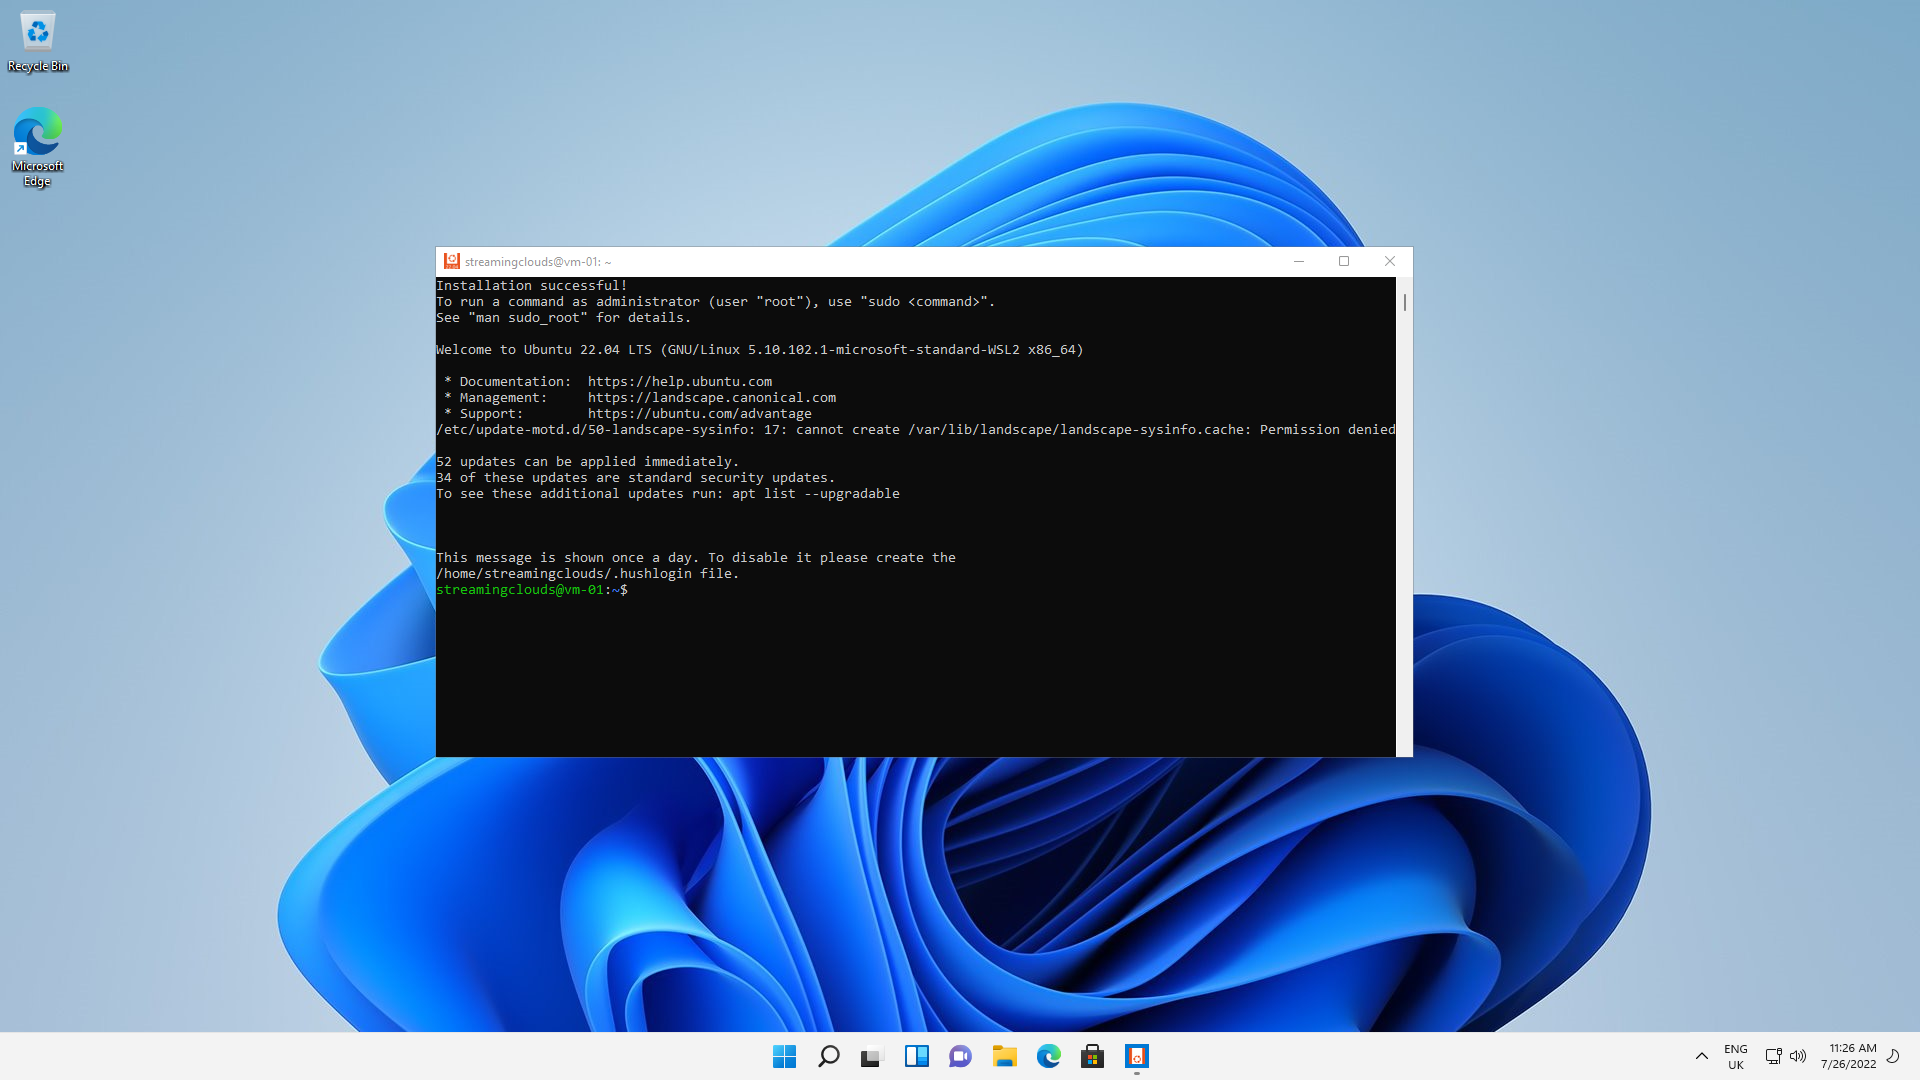 Recycle Bin
Microsoft
Edge
streamingclouds@vm-01: ~
Installation successful!
To run a command as administrator (user "root"), use "sudo <command>".
See "man sudo_root" for details.
Welcome to Ubuntu 22.04 LTS (GNU/Linux 5.10.102.1-microsoft-standard-WSL2 x86_64)
* Documentation:  https://help.ubuntu.com
* Management:     https://landscape.canonical.com
* Support:        https://ubuntu.com/advantage
/etc/update-motd.d/50-landscape-sysinfo: 17: cannot create /var/lib/landscape/landscape-sysinfo.cache: Permission denied
52 updates can be applied immediately.
34 of these updates are standard security updates.
To see these additional updates run: apt list --upgradable
This message is shown once a day. To disable it please create the
/home/streamingclouds/.hushlogin file.
streamingclouds@vm-01:~$
ENG
UK
11:26 AM
7/26/2022